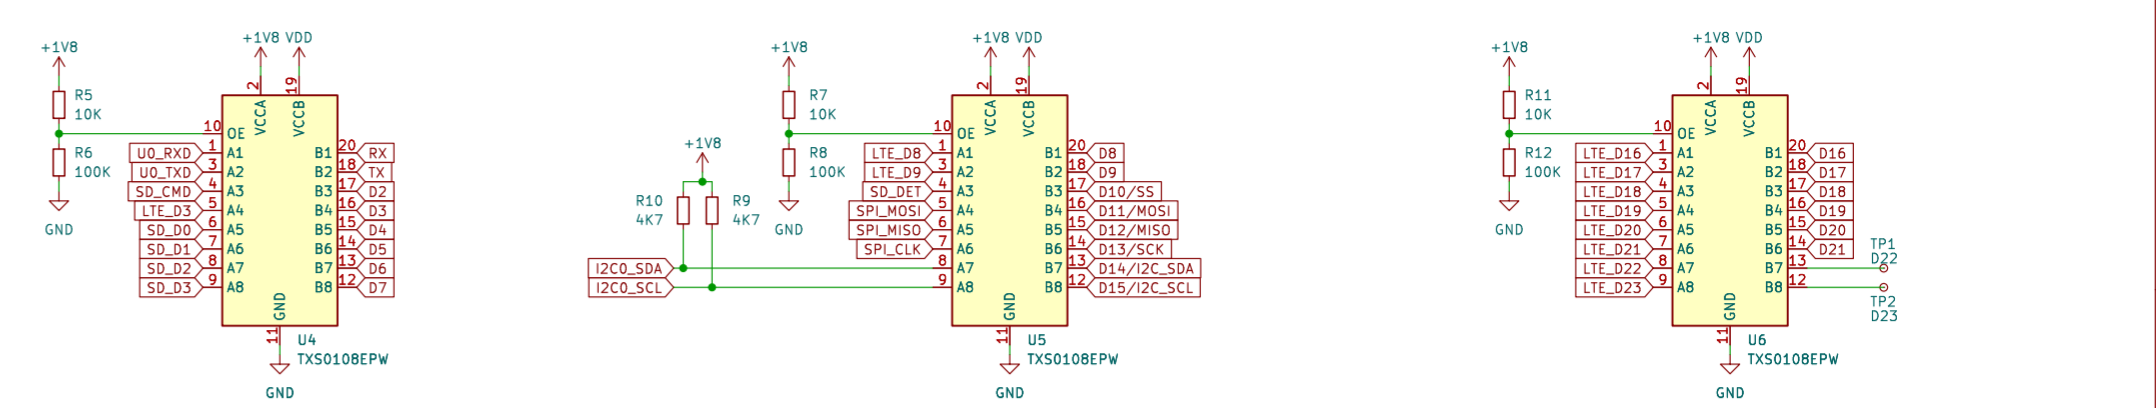 +1V8
+1V8 VDD
R5
10K
R6
100K
GND
2
19
VCCA
VCCB
10 OE
U0_RXD 1 A1 B1 20 RX
U0_TXD 3 A2 B2 18 TX
SD_CMD 4 A3 B3 17 D2
LTE_D3 5 A4 B4 16 D3
SD_D0 6 A5 B5 15 D4
SD_D1 7 A6 B6 14 D5
SD_D2 8 A7 B7 13 D6
SD_D3 9 A8 B8 12 D7
GND
11
U4
TXS0108EPW
GND
+1V8
+1V8 VDD
R7
10K
R8
100K
GND
+1V8
R10
4K7
R9
4K7
2
19
VCCA
VCCB
10 OE
LTE_D8 1 A1 B1 20 D8
LTE_D9 3 A2 B2 18 D9
SD_DET 4 A3 B3 17 D10/SS
SPI_MOSI 5 A4 B4 16 D11/MOSI
SPI_MISO 6 A5 B5 15 D12/MISO
SPI_CLK 7 A6 B6 14 D13/SCK
I2C0_SDA 8 A7 B7 13 D14/I2C_SDA
I2C0_SCL 9 A8 B8 12 D15/I2C_SCL
GND
11
U5
TXS0108EPW
GND
+1V8
+1V8 VDD
R11
10K
R12
100K
GND
2
19
VCCA
VCCB
10 OE
LTE_D16 1 A1 B1 20 D16
LTE_D17 3 A2 B2 18 D17
LTE_D18 4 A3 B3 17 D18
LTE_D19 5 A4 B4 16 D19
LTE_D20 6 A5 B5 15 D20
LTE_D21 7 A6 B6 14 D21
LTE_D22 8 A7 B7 13
LTE_D23 9 A8 B8 12
TP1
D22
TP2
D23
GND
11
U6
TXS0108EPW
GND